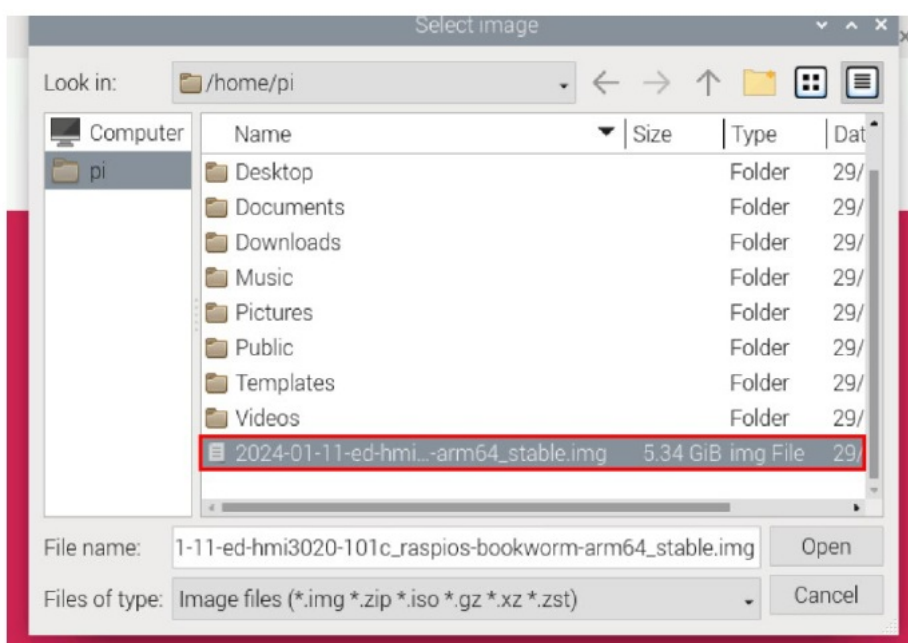 Select image
Look in: /home/pi
Computer
pi
Name Size Type Dat
Desktop Folder 29/
Documents Folder 29/
Downloads Folder 29/
Music Folder 29/
Pictures Folder 29/
Public Folder 29/
Templates Folder 29/
Videos Folder 29/
2024-01-11-ed-hmi...-arm64_stable.img 5.34 GiB img File 29/
File name: 1-11-ed-hmi3020-101c_raspios-bookworm-arm64_stable.img Open
Files of type: Image files (*.img *.zip *.iso *.gz *.xz *.zst) Cancel